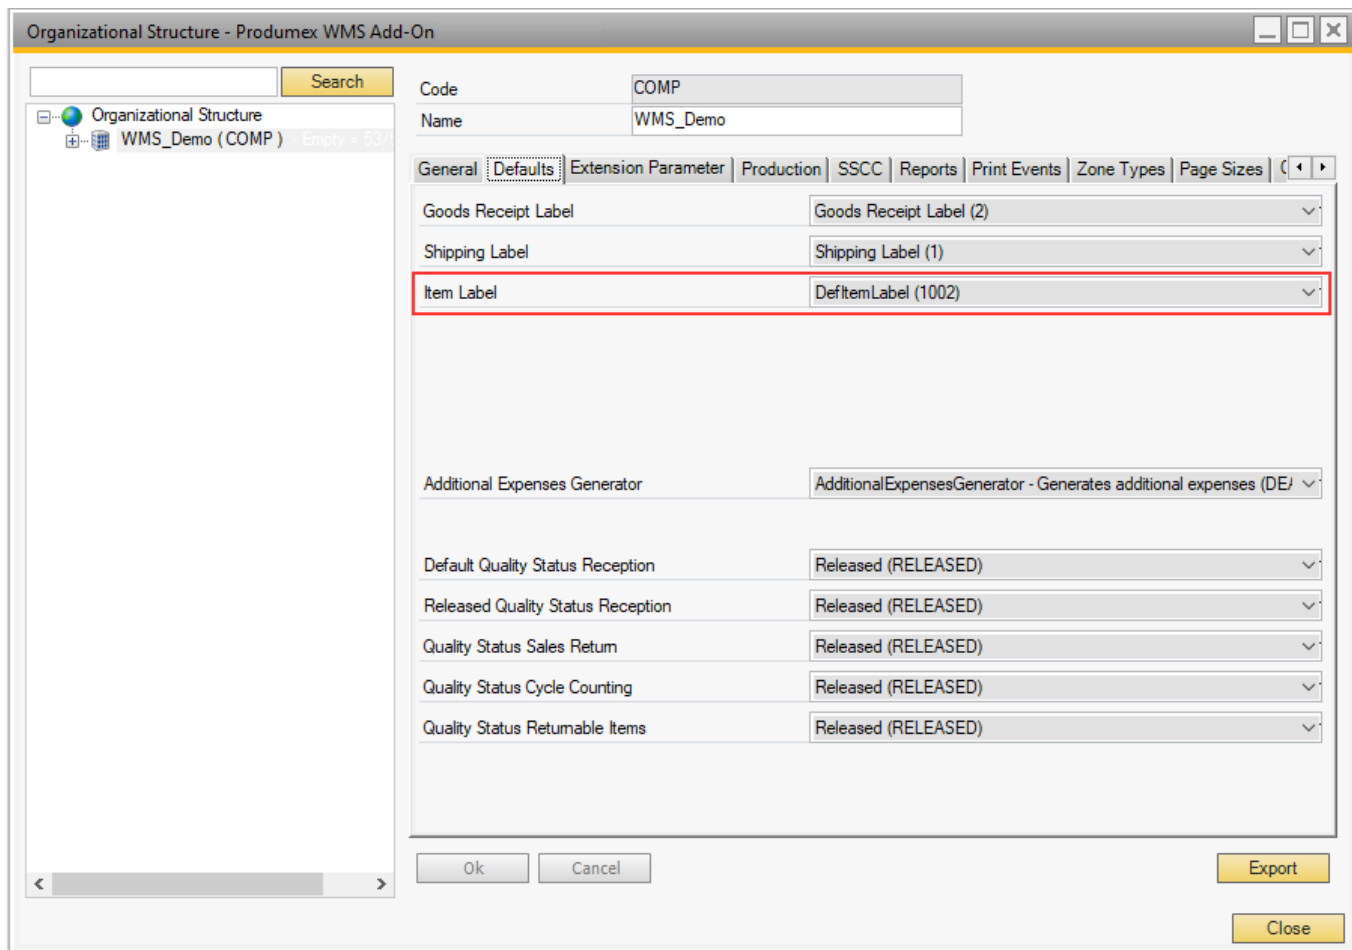 Organizational Structure - Produmex WMS Add-On
Search
Organizational Structure
WMS_Demo ( COMP ) - Empty = 53/5
Code COMP
Name WMS_Demo
General Defaults Extension Parameter Production SSCC Reports Print Events Zone Types Page Sizes
Goods Receipt Label Goods Receipt Label (2)
Shipping Label Shipping Label (1)
Item Label DefItemLabel (1002)
Additional Expenses Generator AdditionalExpensesGenerator - Generates additional expenses (DEA
Default Quality Status Reception Released (RELEASED)
Released Quality Status Reception Released (RELEASED)
Quality Status Sales Return Released (RELEASED)
Quality Status Cycle Counting Released (RELEASED)
Quality Status Returnable Items Released (RELEASED)
Ok Cancel Export
Close